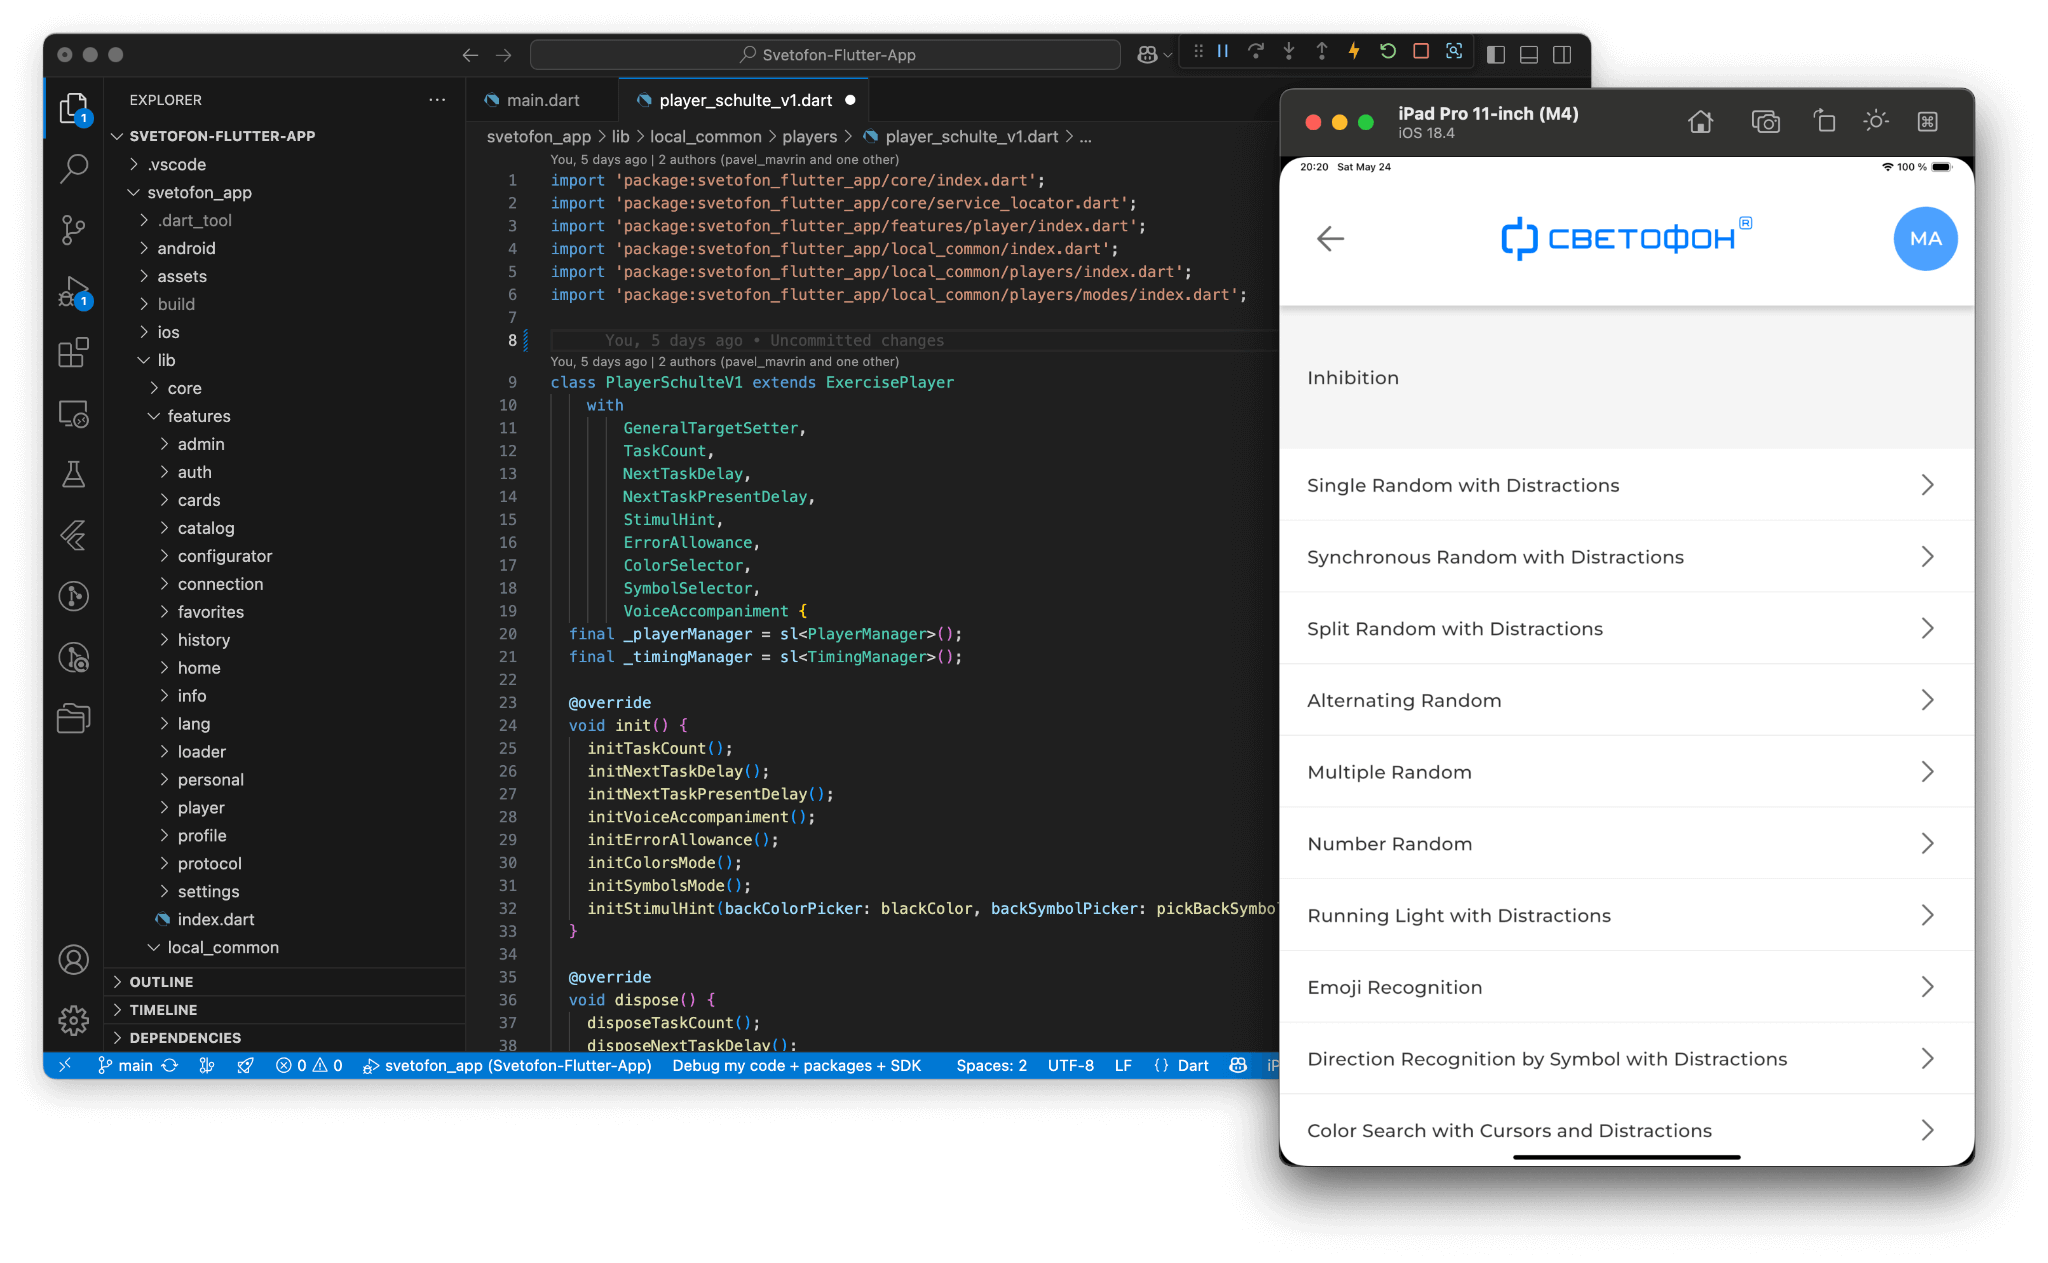 Svetofon-Flutter-App
EXPLORER
SVETOFON-FLUTTER-APP
.vscode
svetofon_app
.dart_tool
android
assets
build
ios
lib
core
features
admin
auth
cards
catalog
configurator
connection
favorites
history
home
info
lang
loader
personal
player
profile
protocol
settings
index.dart
local_common
OUTLINE
TIMELINE
DEPENDENCIES
1
1
main.dart
player_schulte_v1.dart
svetofon_app > lib > local_common > players > player_schulte_v1.dart > ...
You, 5 days ago | 2 authors (pavel_mavrin and one other)
1 import 'package:svetofon_flutter_app/core/index.dart';
2 import 'package:svetofon_flutter_app/core/service_locator.dart';
3 import 'package:svetofon_flutter_app/features/player/index.dart';
4 import 'package:svetofon_flutter_app/local_common/index.dart';
5 import 'package:svetofon_flutter_app/local_common/players/index.dart';
6 import 'package:svetofon_flutter_app/local_common/players/modes/index.dart';
7
8 You, 5 days ago • Uncommitted changes
You, 5 days ago | 2 authors (pavel_mavrin and one other)
9 class PlayerSchulteV1 extends ExercisePlayer
10 with
11 GeneralTargetSetter,
12 TaskCount,
13 NextTaskDelay,
14 NextTaskPresentDelay,
15 StimulHint,
16 ErrorAllowance,
17 ColorSelector,
18 SymbolSelector,
19 VoiceAccompaniment {
20 final _playerManager = sl<PlayerManager>();
21 final _timingManager = sl<TimingManager>();
22
23 @override
24 void init() {
25 initTaskCount();
26 initNextTaskDelay();
27 initNextTaskPresentDelay();
28 initVoiceAccompaniment();
29 initErrorAllowance();
30 initColorsMode();
31 initSymbolsMode();
32 initStimulHint(backColorPicker: blackColor, backSymbolPicker: pickBackSymbol
33 }
34
35 @override
36 void dispose() {
37 disposeTaskCount();
38 disposeNextTaskDelay();
main 0 0 svetofon_app (Svetofon-Flutter-App) Debug my code + packages + SDK Spaces: 2 UTF-8 LF {} Dart iP
iPad Pro 11-inch (M4)
iOS 18.4
20:20 Sat May 24 100 %
СВЕТОФОН R
MA
Inhibition
Single Random with Distractions
Synchronous Random with Distractions
Split Random with Distractions
Alternating Random
Multiple Random
Number Random
Running Light with Distractions
Emoji Recognition
Direction Recognition by Symbol with Distractions
Color Search with Cursors and Distractions